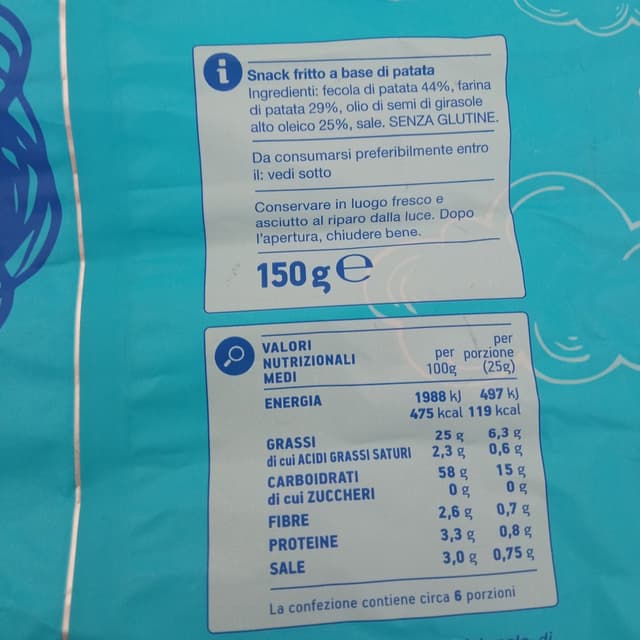 i
Snack fritto a base di patata
Ingredienti: fecola di patata 44%, farina
di patata 29%, olio di semi di girasole
alto oleico 25%, sale. SENZA GLUTINE.
Da consumarsi preferibilmente entro
il: vedi sotto
Conservare in luogo fresco e
asciutto al riparo dalla luce. Dopo
l'apertura, chiudere bene.
150 g e
VALORI
NUTRIZIONALI
MEDI
per
100g
per
porzione
(25g)
ENERGIA 1988 kJ 497 kJ
475 kcal 119 kcal
GRASSI 25 g 6,3 g
di cui ACIDI GRASSI SATURI 2,3 g 0,6 g
CARBOIDRATI 58 g 15 g
di cui ZUCCHERI 0 g 0 g
FIBRE 2,6 g 0,7 g
PROTEINE 3,3 g 0,8 g
SALE 3,0 g 0,75 g
La confezione contiene circa 6 porzioni